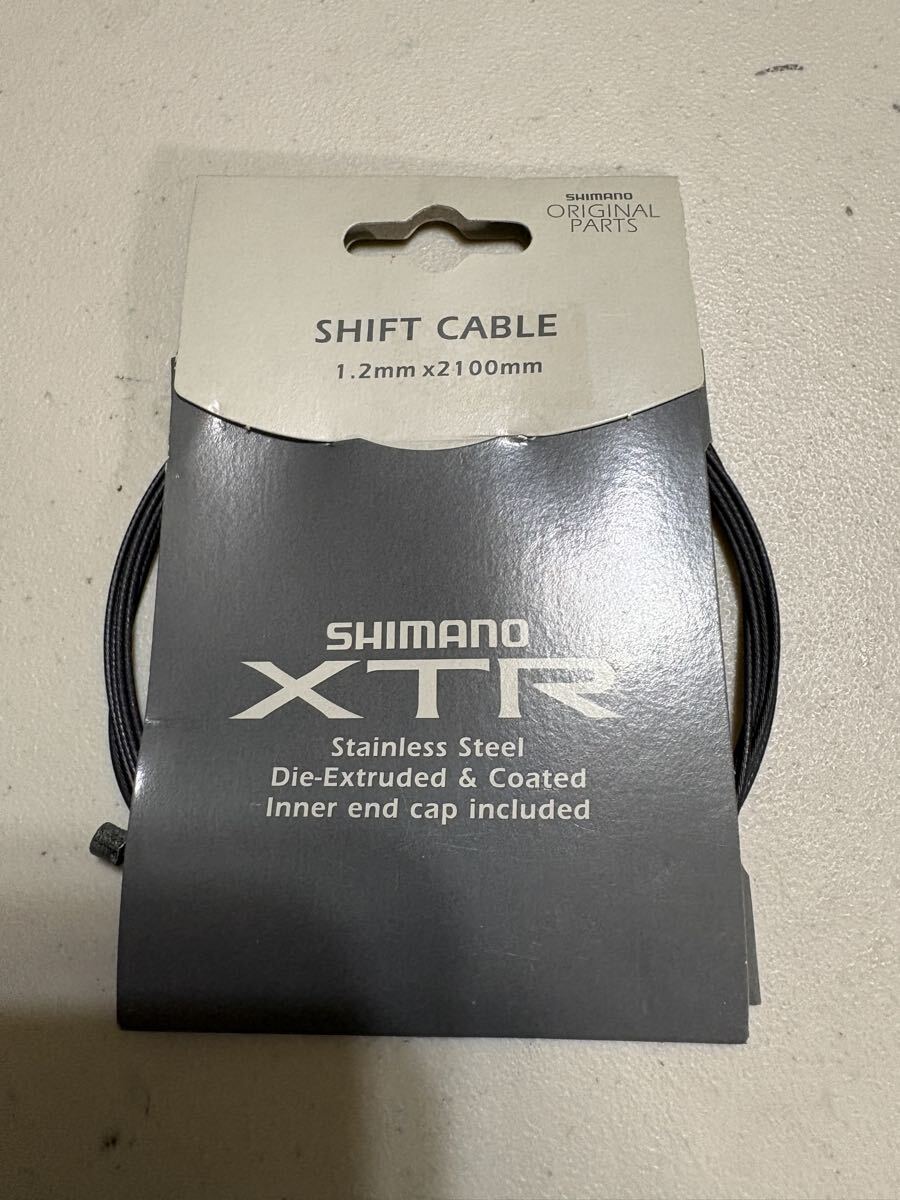 SHIMANO
ORIGINAL
PARTS
SHIFT CABLE
1.2mm x2100mm
SHIMANO
XTR
Stainless Steel
Die-Extruded & Coated
Inner end cap included